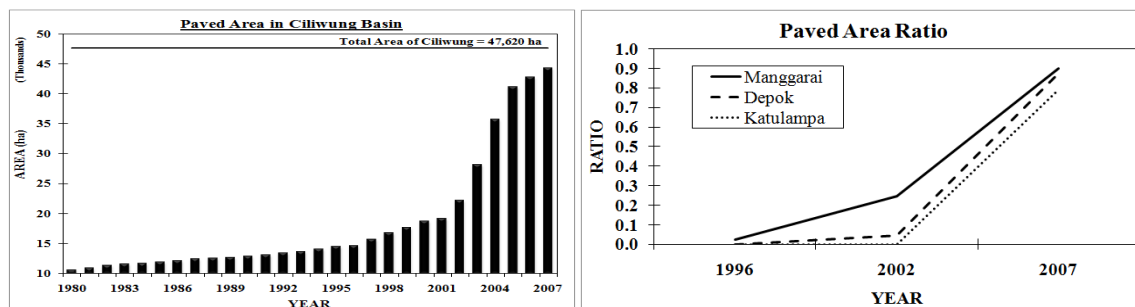 Paved Area in Ciliwung Basin
Total Area of Ciliwung = 47,620 ha
(Thousands)
AREA (ha)
50
45
40
35
30
25
20
15
10
1980 1983 1986 1989 1992 1995 1998 2001 2004 2007
YEAR
Paved Area Ratio
Manggarai
Depok
Katulampa
RATIO
1.0
0.9
0.8
0.7
0.6
0.5
0.4
0.3
0.2
0.1
0.0
1996 2002 2007
YEAR